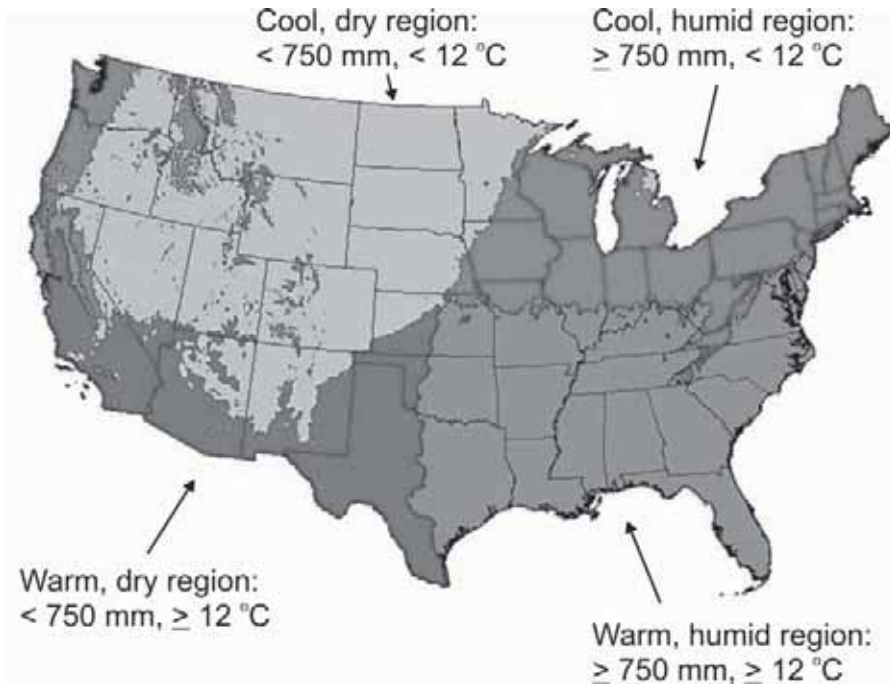 Cool, dry region:
< 750 mm, < 12 °C
Cool, humid region:
≥ 750 mm, < 12 °C
Warm, dry region:
< 750 mm, ≥ 12 °C
Warm, humid region:
≥ 750 mm, ≥ 12 °C